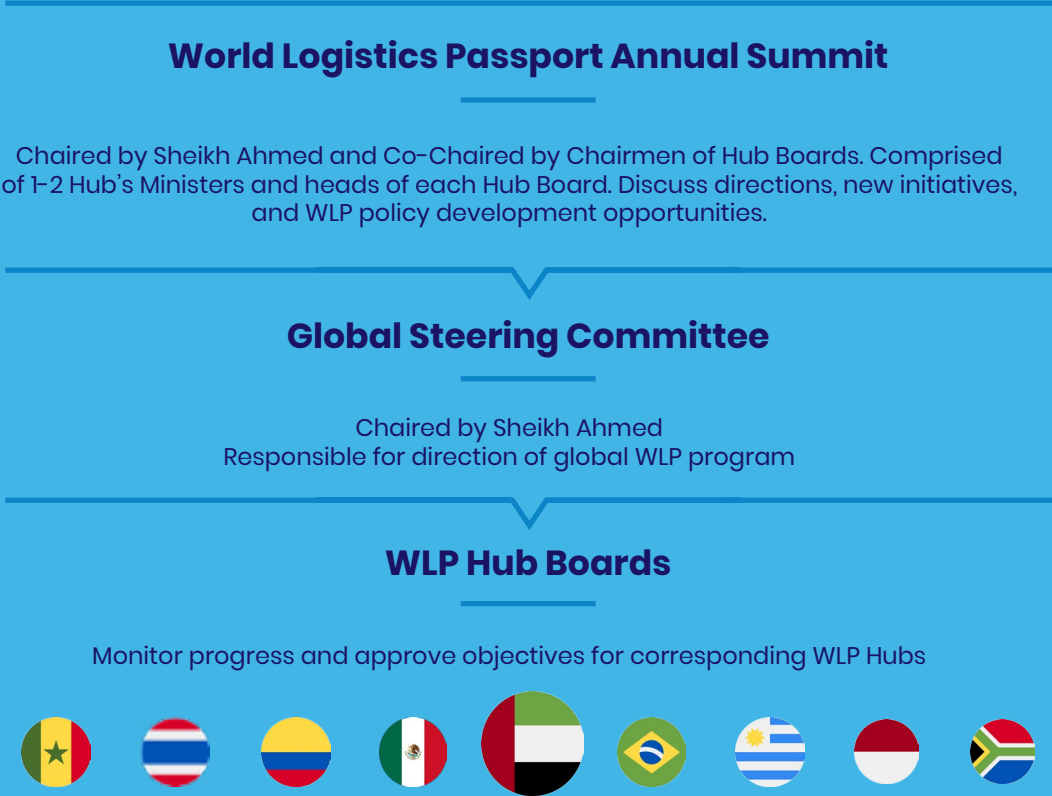 World Logistics Passport Annual Summit
Chaired by Sheikh Ahmed and Co-Chaired by Chairmen of Hub Boards. Comprised
of 1-2 Hub's Ministers and heads of each Hub Board. Discuss directions, new initiatives,
and WLP policy development opportunities.
Global Steering Committee
Chaired by Sheikh Ahmed
Responsible for direction of global WLP program
WLP Hub Boards
Monitor progress and approve objectives for corresponding WLP Hubs